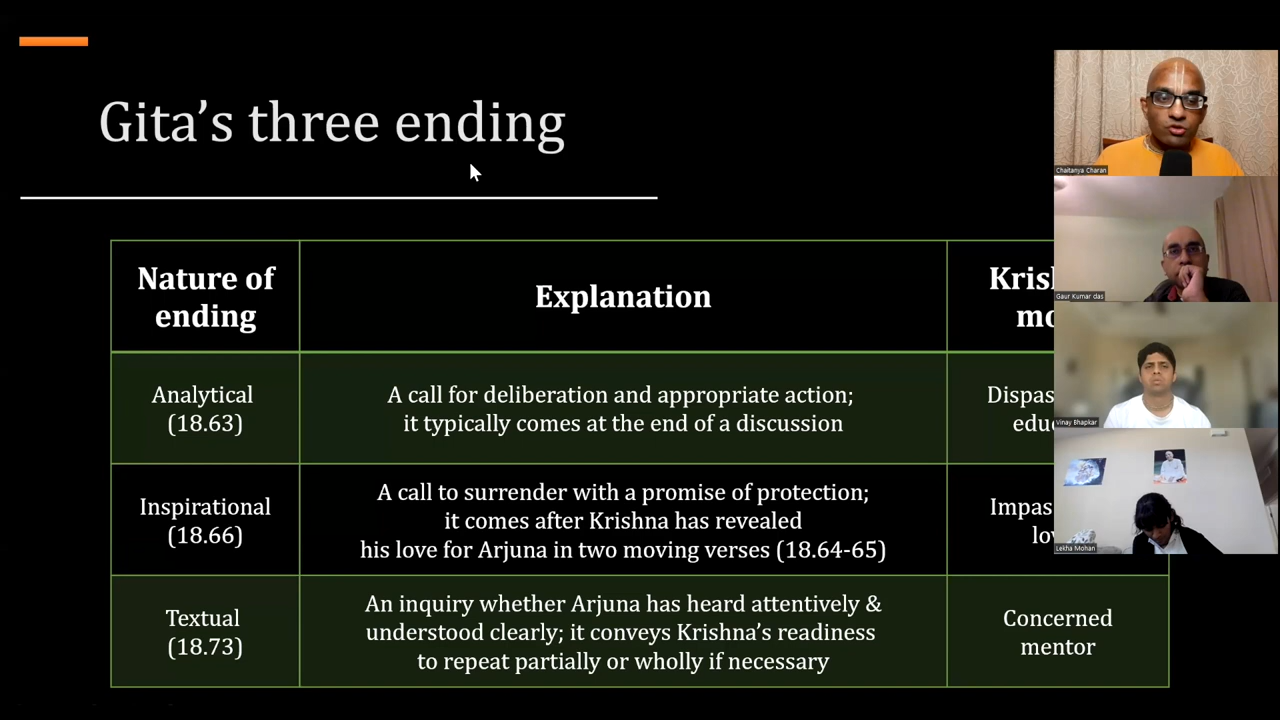 Gita's three ending
Nature of
ending
Explanation
Analytical
(18.63)
A call for deliberation and appropriate action;
it typically comes at the end of a discussion
Inspirational
(18.66)
A call to surrender with a promise of protection;
it comes after Krishna has revealed
his love for Arjuna in two moving verses (18.64-65)
Textual
(18.73)
An inquiry whether Arjuna has heard attentively &
understood clearly; it conveys Krishna's readiness
to repeat partially or wholly if necessary
Concerned
mentor
Chaitanya Charan
Gaur Kumar das
Vinay Bhapkar
Lekha Mohan